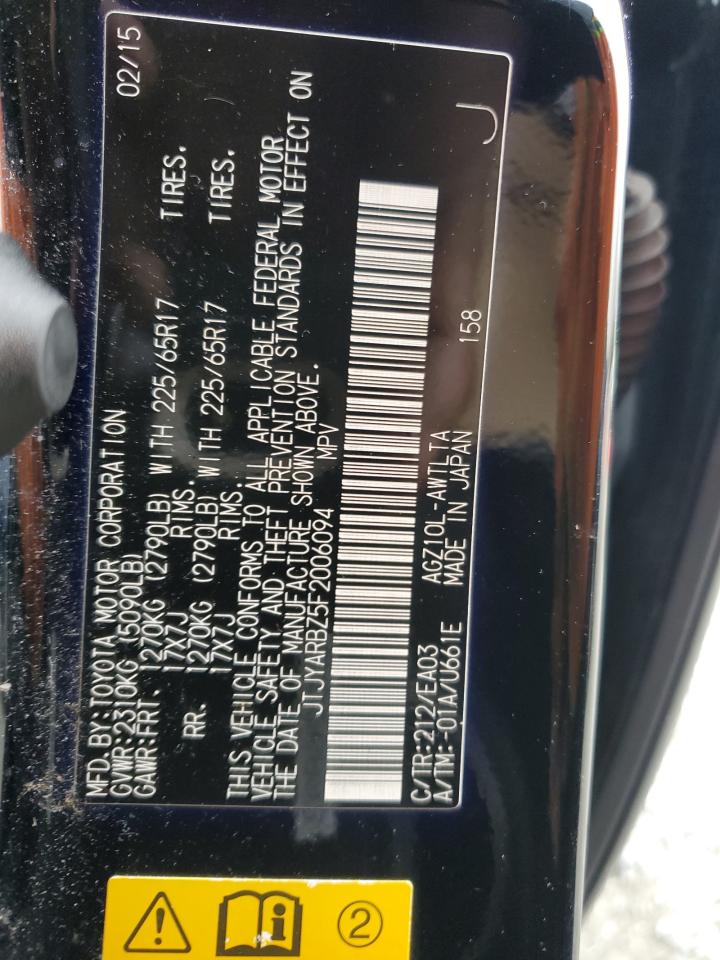 MFD. BY:TOYOTA MOTOR CORPORATION 02/15
GVWR:2310KG (5090LB)
GAWR:FRT. 1270KG (2790LB) WITH 225/65R17 TIRES.
17X7J RIMS.
RR. 1270KG (2790LB) WITH 225/65R17 TIRES.
17X7J RIMS
THIS VEHICLE CONFORMS TO ALL APPLICABLE FEDERAL MOTOR
VEHICLE SAFETY AND THEFT PREVENTION STANDARDS IN EFFECT ON
THE DATE OF MANUFACTURE SHOWN ABOVE.
JTJYARBZ5F2006094 MPV
C/TR:212/EA03 AGZ10L-AWTLTA 158
A/TM:-01A/U661E MADE IN JAPAN
J
2